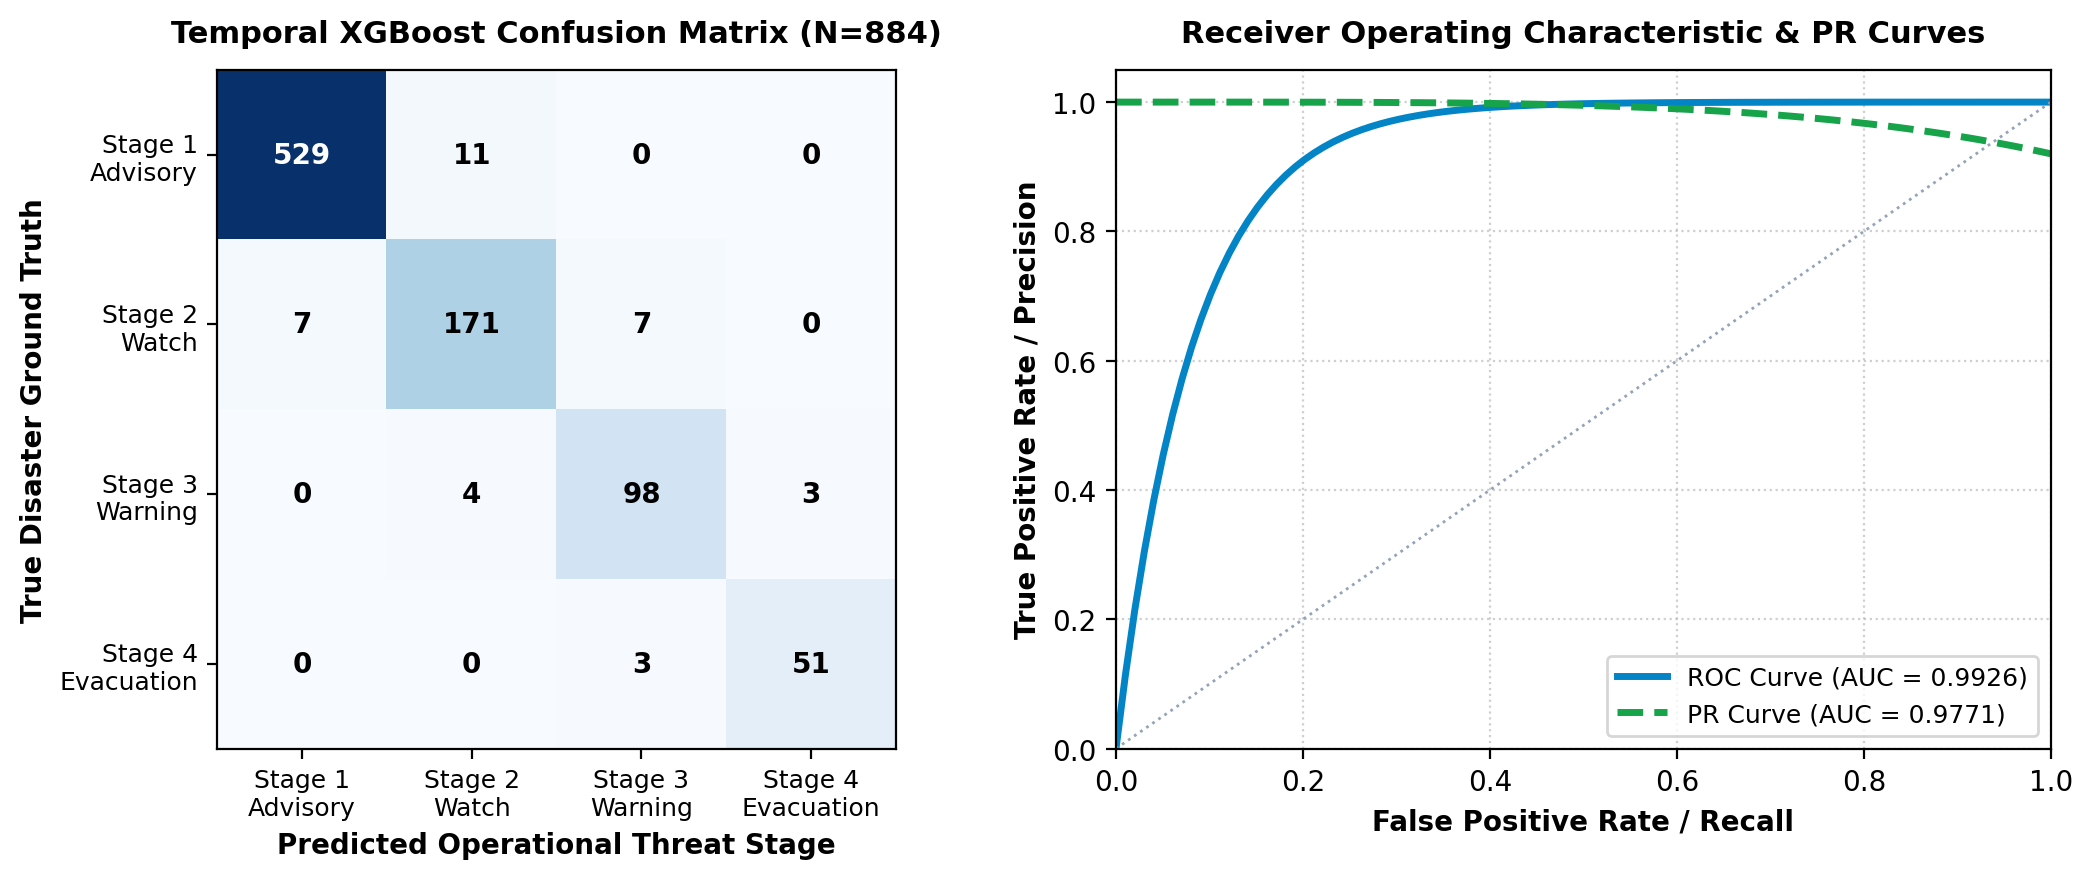 Temporal XGBoost Confusion Matrix (N=884)
True Disaster Ground Truth
Stage 1
Advisory
529 11 0 0
Stage 2
Watch
7 171 7 0
Stage 3
Warning
0 4 98 3
Stage 4
Evacuation
0 0 3 51
Stage 1 Stage 2 Stage 3 Stage 4
Advisory Watch Warning Evacuation
Predicted Operational Threat Stage
Receiver Operating Characteristic & PR Curves
True Positive Rate / Precision
1.0
0.8
0.6
0.4
0.2
0.0
ROC Curve (AUC = 0.9926)
PR Curve (AUC = 0.9771)
0.0 0.2 0.4 0.6 0.8 1.0
False Positive Rate / Recall